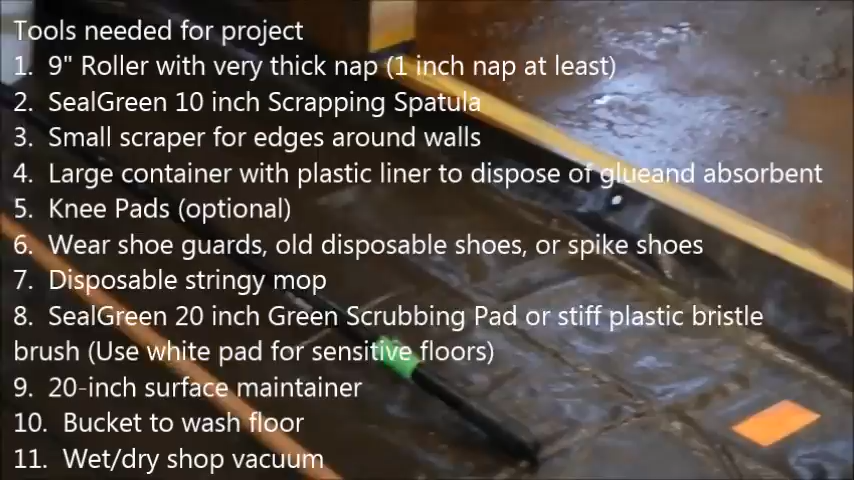 Tools needed for project
1. 9" Roller with very thick nap (1 inch nap at least)
2. SealGreen 10 inch Scrapping Spatula
3. Small scraper for edges around walls
4. Large container with plastic liner to dispose of glueand absorbent
5. Knee Pads (optional)
6. Wear shoe guards, old disposable shoes, or spike shoes
7. Disposable stringy mop
8. SealGreen 20 inch Green Scrubbing Pad or stiff plastic bristle
brush (Use white pad for sensitive floors)
9. 20-inch surface maintainer
10. Bucket to wash floor
11. Wet/dry shop vacuum